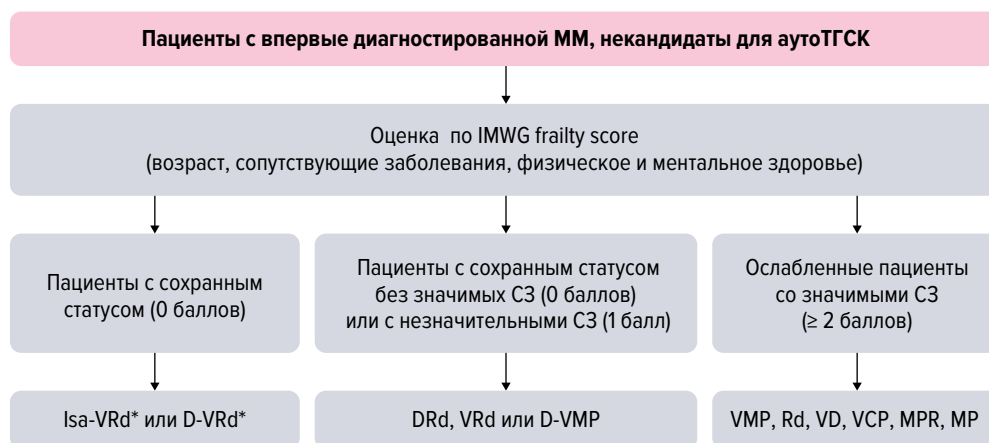 Пациенты с впервые диагностированной ММ, некандидаты для аутоТГСК
Оценка по IMWG frailty score
(возраст, сопутствующие заболевания, физическое и ментальное здоровье)
Пациенты с сохранным
статусом (0 баллов)
Пациенты с сохранным статусом
без значимых СЗ (0 баллов)
или с незначительными СЗ (1 балл)
Ослабленные пациенты
со значимыми СЗ
(≥ 2 баллов)
Isa-VRd* или D-VRd*
DRd, VRd или D-VMP
VMP, Rd, VD, VCP, MPR, MP